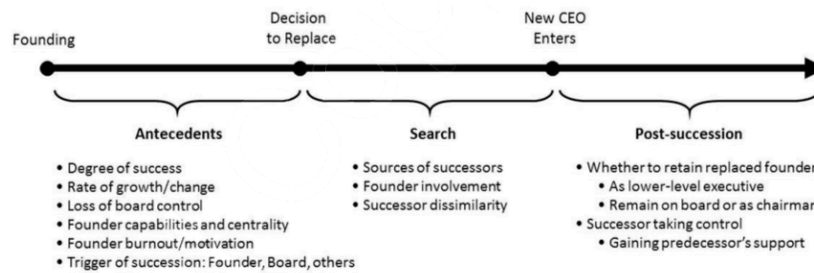 Founding
Decision
to Replace
New CEO
Enters
Antecedents
• Degree of success
• Rate of growth/change
• Loss of board control
• Founder capabilities and centrality
• Founder burnout/motivation
• Trigger of succession: Founder, Board, others
Search
• Sources of successors
• Founder involvement
• Successor dissimilarity
Post-succession
• Whether to retain replaced founder
• As lower-level executive
• Remain on board or as chairman
• Successor taking control
• Gaining predecessor's support